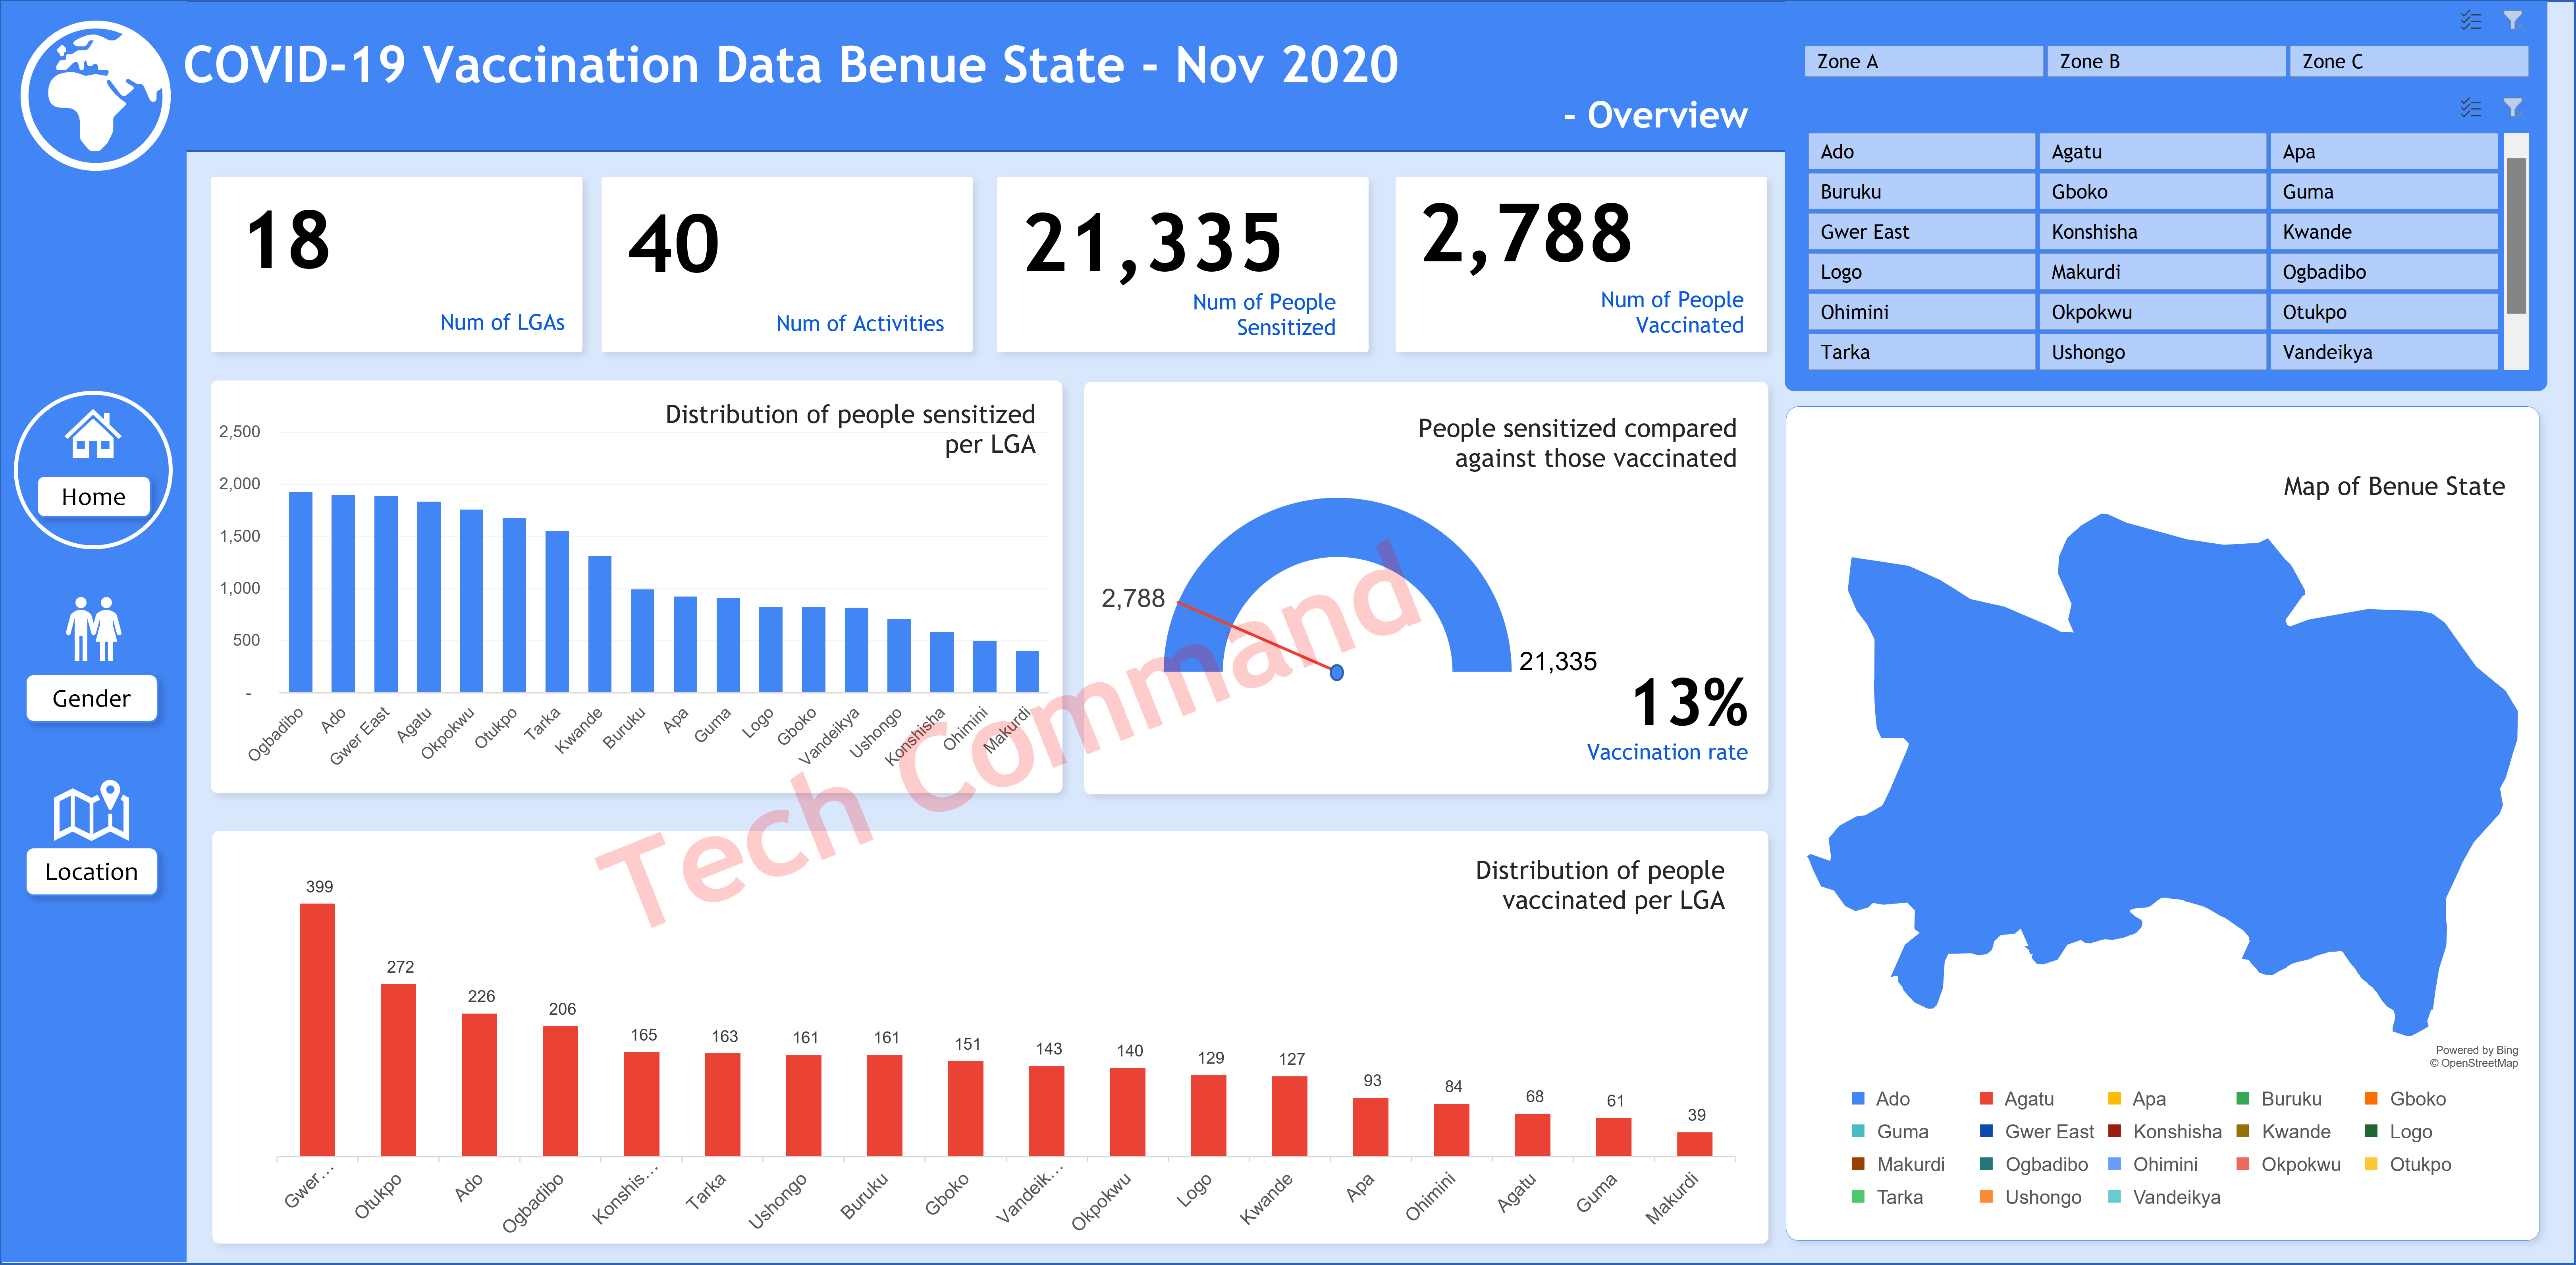 COVID-19 Vaccination Data Benue State - Nov 2020
- Overview
Zone A
Zone B
Zone C
Ado
Agatu
Apa
Buruku
Gboko
Guma
Gwer East
Konshisha
Kwande
Logo
Makurdi
Ogbadibo
Ohimini
Okpokwu
Otukpo
Tarka
Ushongo
Vandeikya
Home
Gender
Location
18
Num of LGAs
40
Num of Activities
21,335
Num of People
Sensitized
2,788
Num of People
Vaccinated
Distribution of people sensitized
per LGA
2,500
2,000
1,500
1,000
500
-
Ogbadibo
Ado
Gwer East
Agatu
Okpokwu
Otukpo
Tarka
Kwande
Buruku
Apa
Guma
Logo
Gboko
Vandeikya
Ushongo
Konshisha
Ohimini
Makurdi
People sensitized compared
against those vaccinated
2,788
21,335
13%
Vaccination rate
Tech Command
Distribution of people
vaccinated per LGA
399
272
226
206
165
163
161
161
151
143
140
129
127
93
84
68
61
39
Gwer...
Otukpo
Ado
Ogbadibo
Konshis...
Tarka
Ushongo
Buruku
Gboko
Vandeik...
Okpokwu
Logo
Kwande
Apa
Ohimini
Agatu
Guma
Makurdi
Map of Benue State
Powered by Bing
© OpenStreetMap
Ado
Agatu
Apa
Buruku
Gboko
Guma
Gwer East
Konshisha
Kwande
Logo
Makurdi
Ogbadibo
Ohimini
Okpokwu
Otukpo
Tarka
Ushongo
Vandeikya